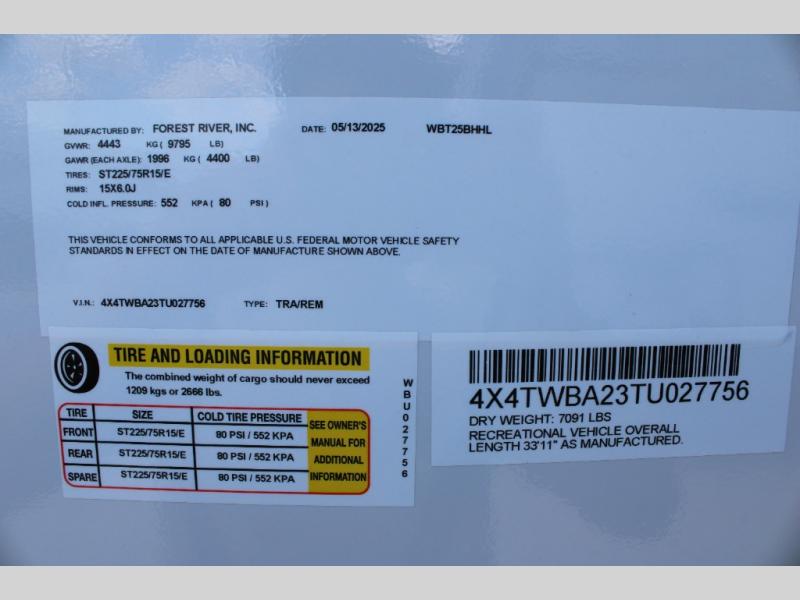 MANUFACTURED BY: FOREST RIVER, INC. DATE: 05/13/2025 WBT25BHHL
GVWR: 4443 KG ( 9795 LB)
GAWR (EACH AXLE): 1996 KG ( 4400 LB)
TIRES: ST225/75R15/E
RIMS: 15X6.0J
COLD INFL. PRESSURE: 552 KPA ( 80 PSI )
THIS VEHICLE CONFORMS TO ALL APPLICABLE U.S. FEDERAL MOTOR VEHICLE SAFETY
STANDARDS IN EFFECT ON THE DATE OF MANUFACTURE SHOWN ABOVE.
V.I.N.: 4X4TWBA23TU027756 TYPE: TRA/REM
TIRE AND LOADING INFORMATION
The combined weight of cargo should never exceed
1209 kgs or 2666 lbs.
TIRE SIZE COLD TIRE PRESSURE SEE OWNER'S
FRONT ST225/75R15/E 80 PSI / 552 KPA MANUAL FOR
REAR ST225/75R15/E 80 PSI / 552 KPA ADDITIONAL
SPARE ST225/75R15/E 80 PSI / 552 KPA INFORMATION
WBU027756
4X4TWBA23TU027756
DRY WEIGHT: 7091 LBS
RECREATIONAL VEHICLE OVERALL
LENGTH 33'11" AS MANUFACTURED.